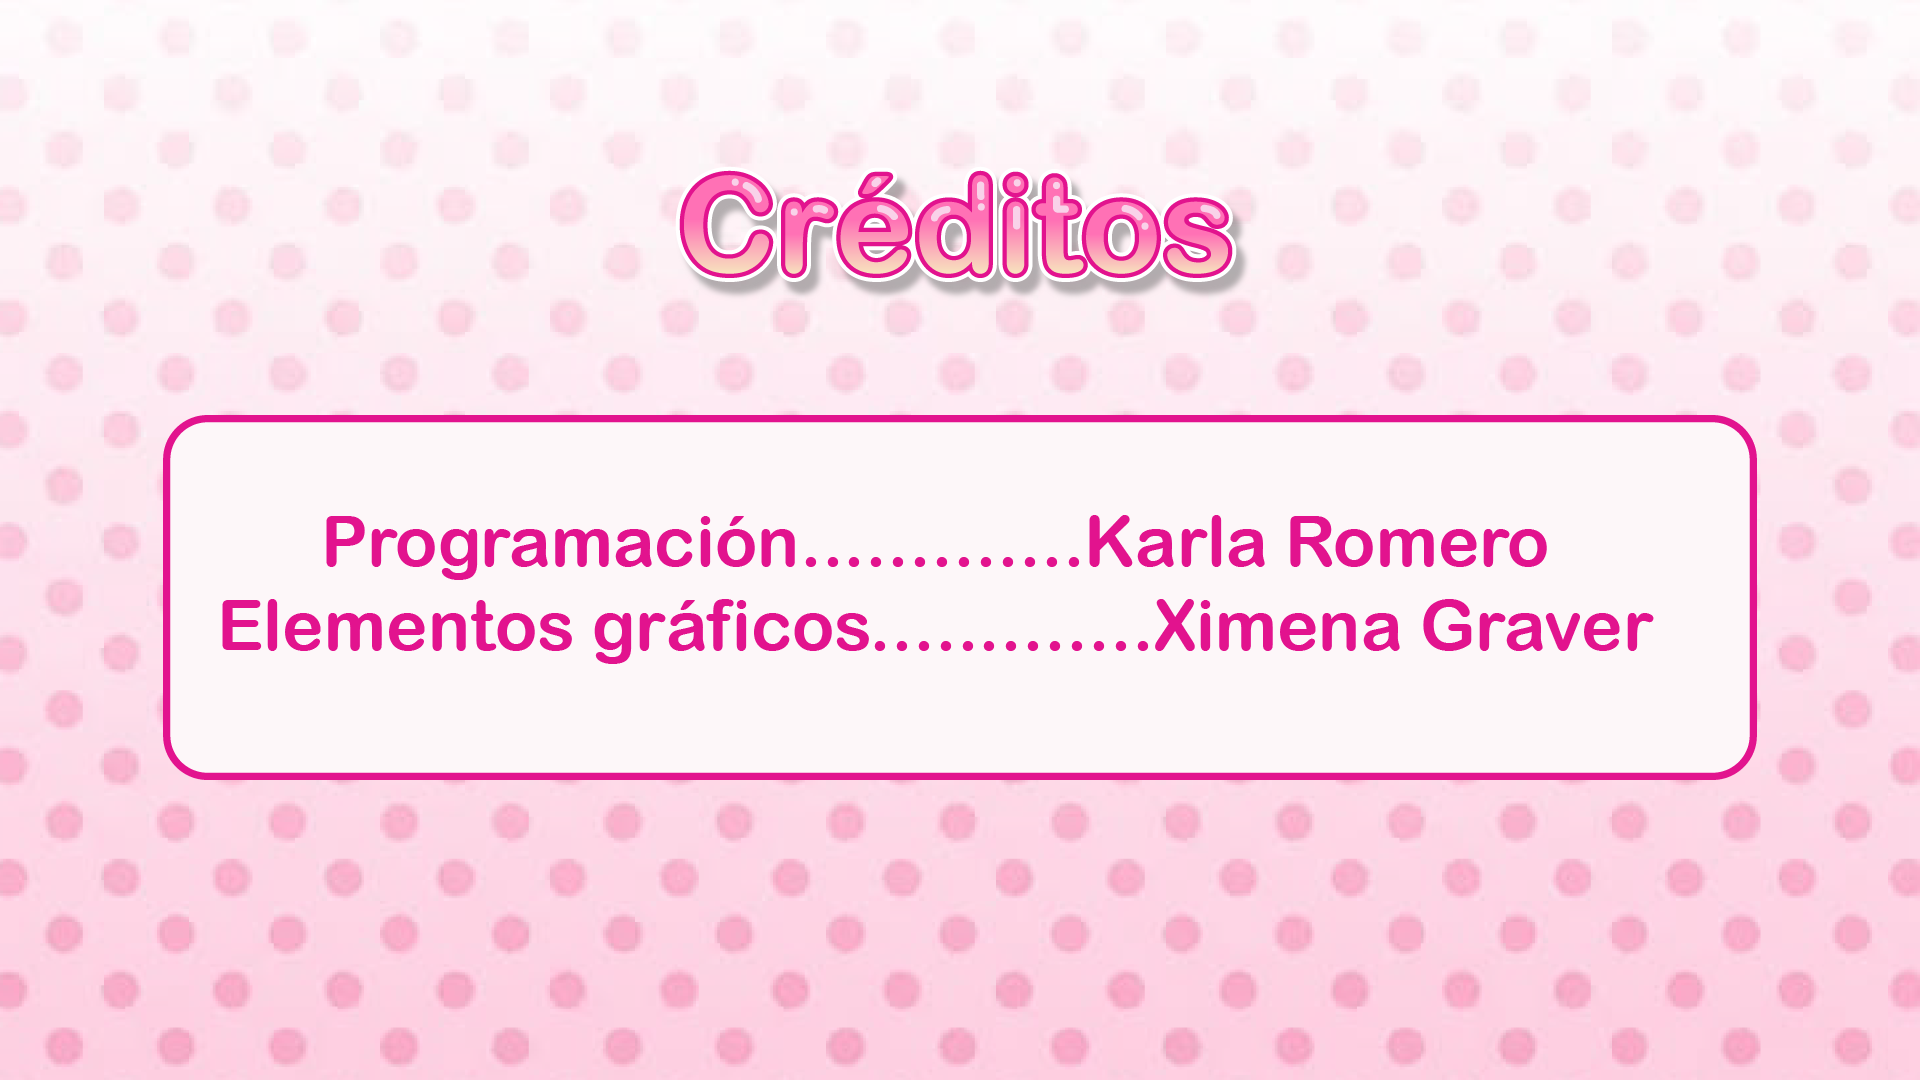 Créditos
Programación.............Karla Romero
Elementos gráficos.............Ximena Graver